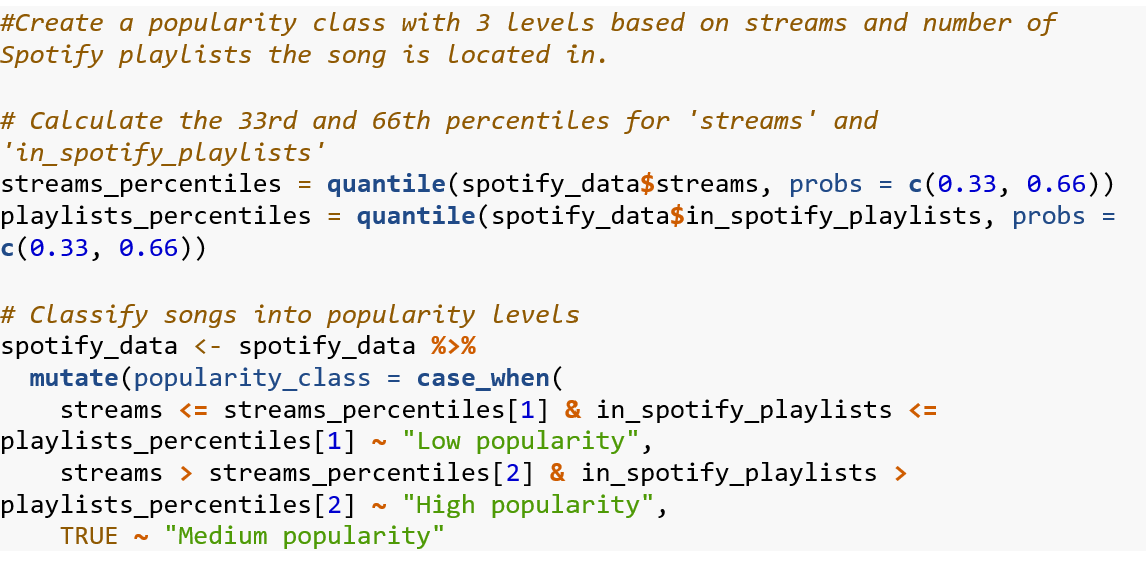 #Create a popularity class with 3 levels based on streams and number of
Spotify playlists the song is located in.
# Calculate the 33rd and 66th percentiles for 'streams' and
'in_spotify_playlists'
streams_percentiles = quantile(spotify_data$streams, probs = c(0.33, 0.66))
playlists_percentiles = quantile(spotify_data$in_spotify_playlists, probs =
c(0.33, 0.66))
# Classify songs into popularity levels
spotify_data <- spotify_data %>%
  mutate(popularity_class = case_when(
    streams <= streams_percentiles[1] & in_spotify_playlists <=
playlists_percentiles[1] ~ "Low popularity",
    streams > streams_percentiles[2] & in_spotify_playlists >
playlists_percentiles[2] ~ "High popularity",
    TRUE ~ "Medium popularity"